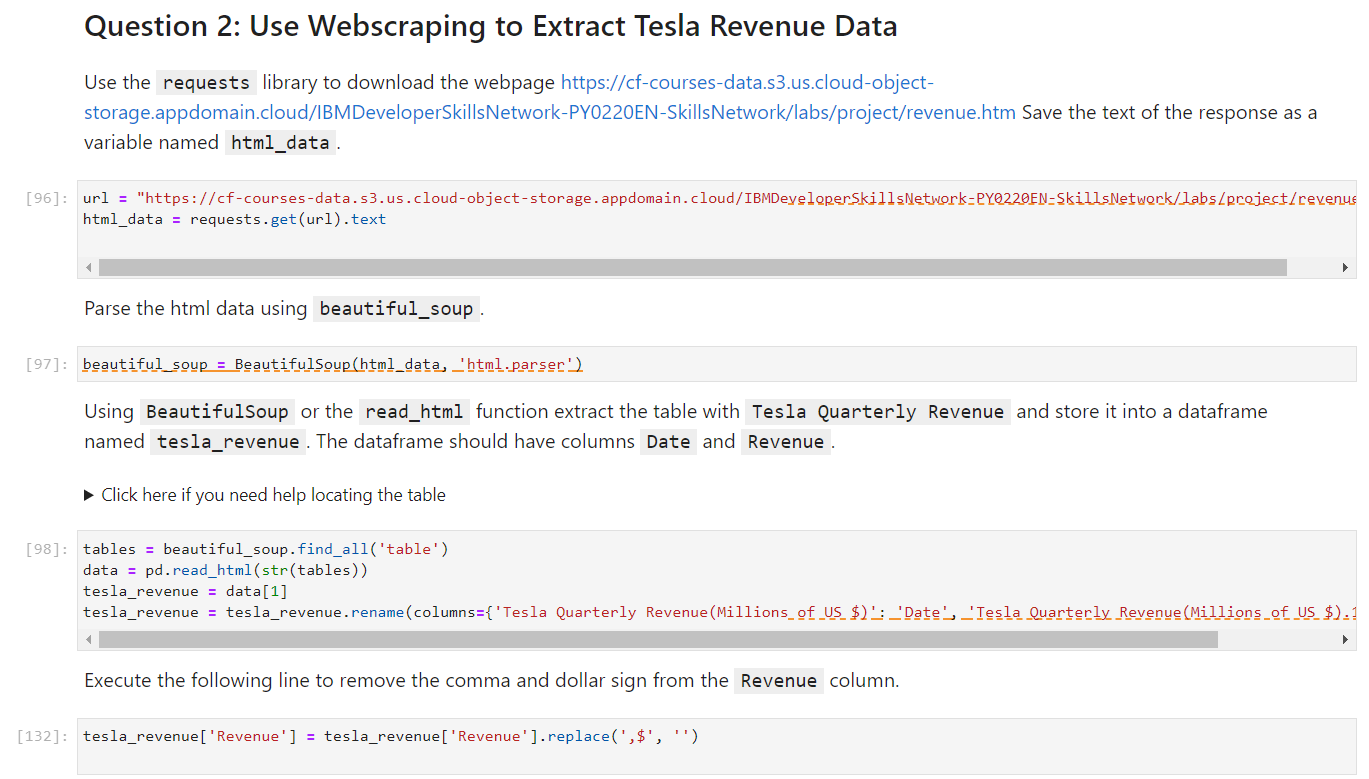 Question 2: Use Webscraping to Extract Tesla Revenue Data
Use the requests library to download the webpage https://cf-courses-data.s3.us.cloud-object-
storage.appdomain.cloud/IBMDeveloperSkillsNetwork-PY0220EN-SkillsNetwork/labs/project/revenue.htm Save the text of the response as a
variable named html_data.
[96]: url = "https://cf-courses-data.s3.us.cloud-object-storage.appdomain.cloud/IBMDeveloperSkillsNetwork-PY0220EN-SkillsNetwork/labs/project/revenue
html_data = requests.get(url).text
Parse the html data using beautiful_soup.
[97]: beautiful_soup = BeautifulSoup(html_data, 'html.parser')
Using BeautifulSoup or the read_html function extract the table with Tesla Quarterly Revenue and store it into a dataframe
named tesla_revenue. The dataframe should have columns Date and Revenue.
Click here if you need help locating the table
[98]: tables = beautiful_soup.find_all('table')
data = pd.read_html(str(tables))
tesla_revenue = data[1]
tesla_revenue = tesla_revenue.rename(columns={'Tesla Quarterly Revenue(Millions of US $)': 'Date', 'Tesla Quarterly Revenue(Millions of US $).1
Execute the following line to remove the comma and dollar sign from the Revenue column.
[132]: tesla_revenue['Revenue'] = tesla_revenue['Revenue'].replace(',$', '')